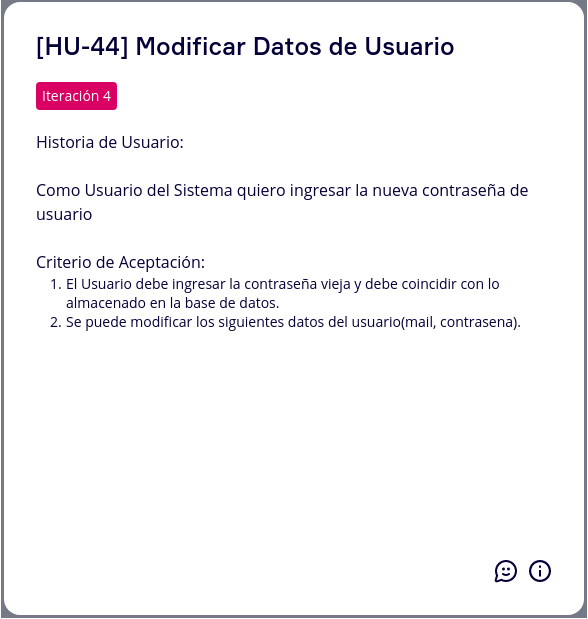 [HU-44] Modificar Datos de Usuario
Iteración 4
Historia de Usuario:
Como Usuario del Sistema quiero ingresar la nueva contraseña de
usuario
Criterio de Aceptación:
1. El Usuario debe ingresar la contraseña vieja y debe coincidir con lo
almacenado en la base de datos.
2. Se puede modificar los siguientes datos del usuario(mail, contrasena).